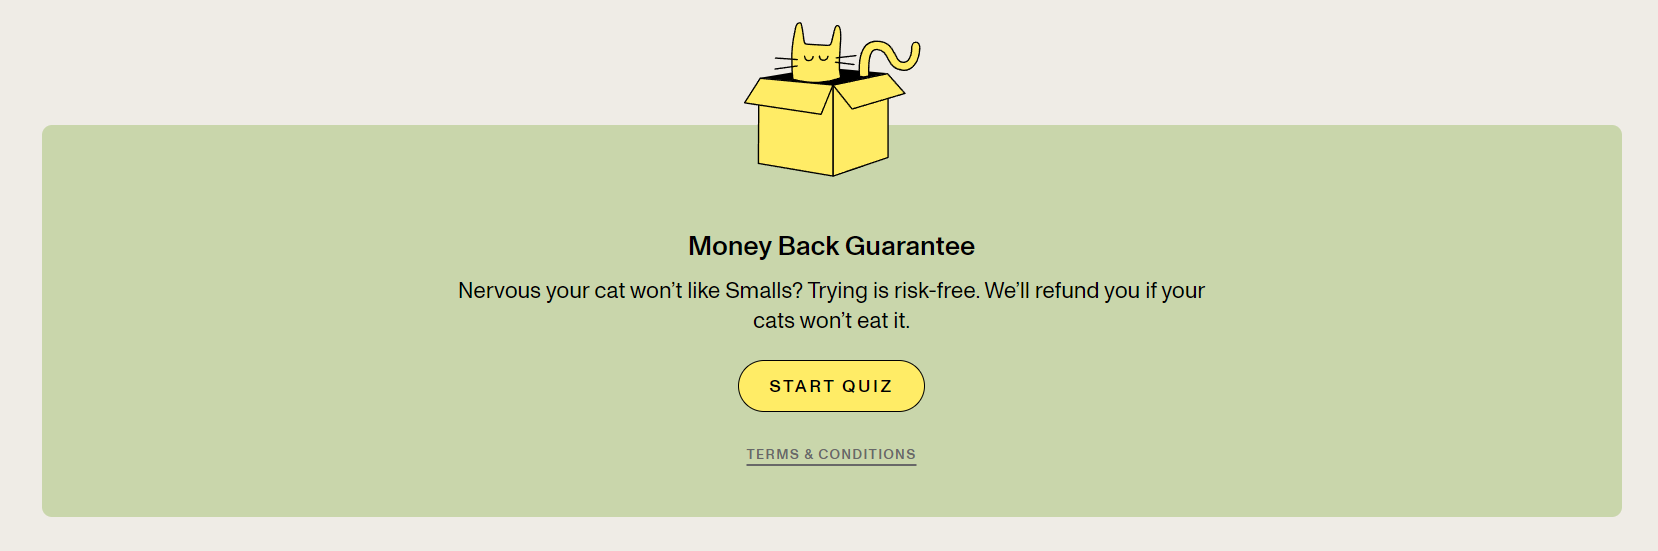 Money Back Guarantee
Nervous your cat won’t like Smalls? Trying is risk-free. We’ll refund you if your
cats won’t eat it.
START QUIZ
TERMS & CONDITIONS